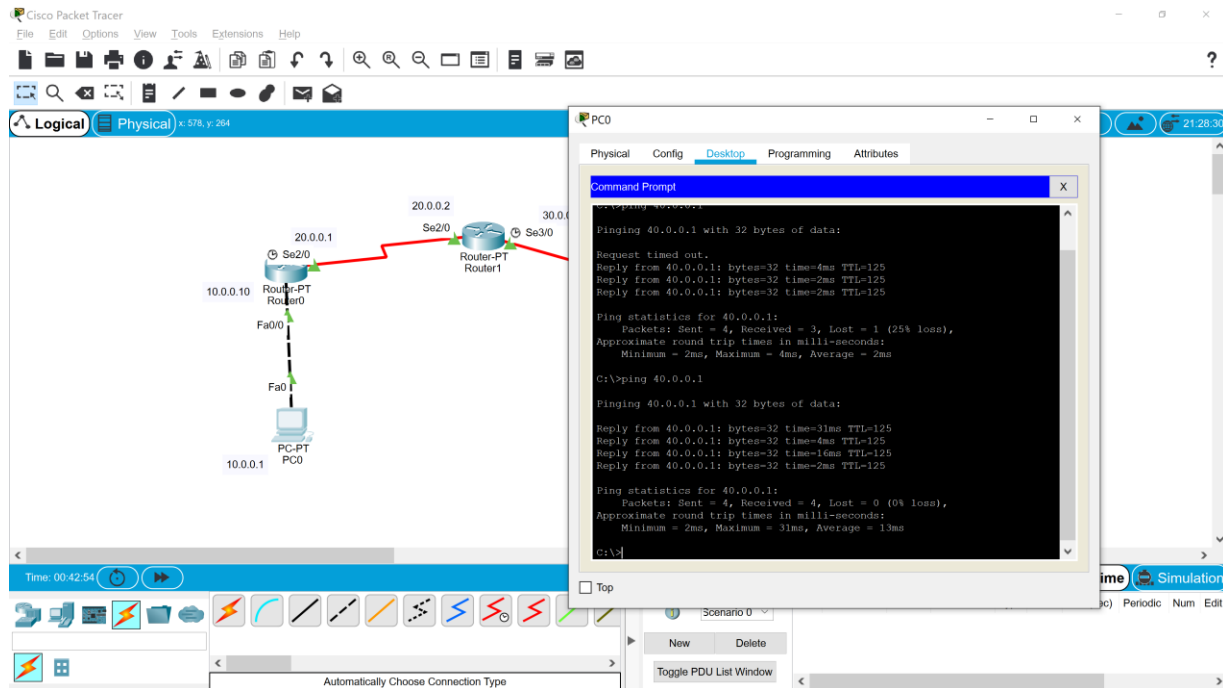 Cisco Packet Tracer
File Edit Options View Tools Extensions Help
?
Logical Physical x: 578, y: 264
21:28:30
20.0.0.2
Se2/0
30.0.0
Se3/0
Router-PT
Router1
20.0.0.1
Se2/0
10.0.0.10
Router-PT
Router0
Fa0/0
Fa0
PC-PT
PC0
10.0.0.1
PC0
Physical Config Desktop Programming Attributes
Command Prompt X
C:\>ping 40.0.0.1
Pinging 40.0.0.1 with 32 bytes of data:
Request timed out.
Reply from 40.0.0.1: bytes=32 time=4ms TTL=125
Reply from 40.0.0.1: bytes=32 time=2ms TTL=125
Reply from 40.0.0.1: bytes=32 time=2ms TTL=125
Ping statistics for 40.0.0.1:
Packets: Sent = 4, Received = 3, Lost = 1 (25% loss),
Approximate round trip times in milli-seconds:
Minimum = 2ms, Maximum = 4ms, Average = 2ms
C:\>ping 40.0.0.1
Pinging 40.0.0.1 with 32 bytes of data:
Reply from 40.0.0.1: bytes=32 time=31ms TTL=125
Reply from 40.0.0.1: bytes=32 time=4ms TTL=125
Reply from 40.0.0.1: bytes=32 time=16ms TTL=125
Reply from 40.0.0.1: bytes=32 time=2ms TTL=125
Ping statistics for 40.0.0.1:
Packets: Sent = 4, Received = 4, Lost = 0 (0% loss),
Approximate round trip times in milli-seconds:
Minimum = 2ms, Maximum = 31ms, Average = 13ms
C:\>
Top
Time: 00:42:54
ime Simulation
Scenario 0
ec) Periodic Num Edit
New Delete
Toggle PDU List Window
Automatically Choose Connection Type